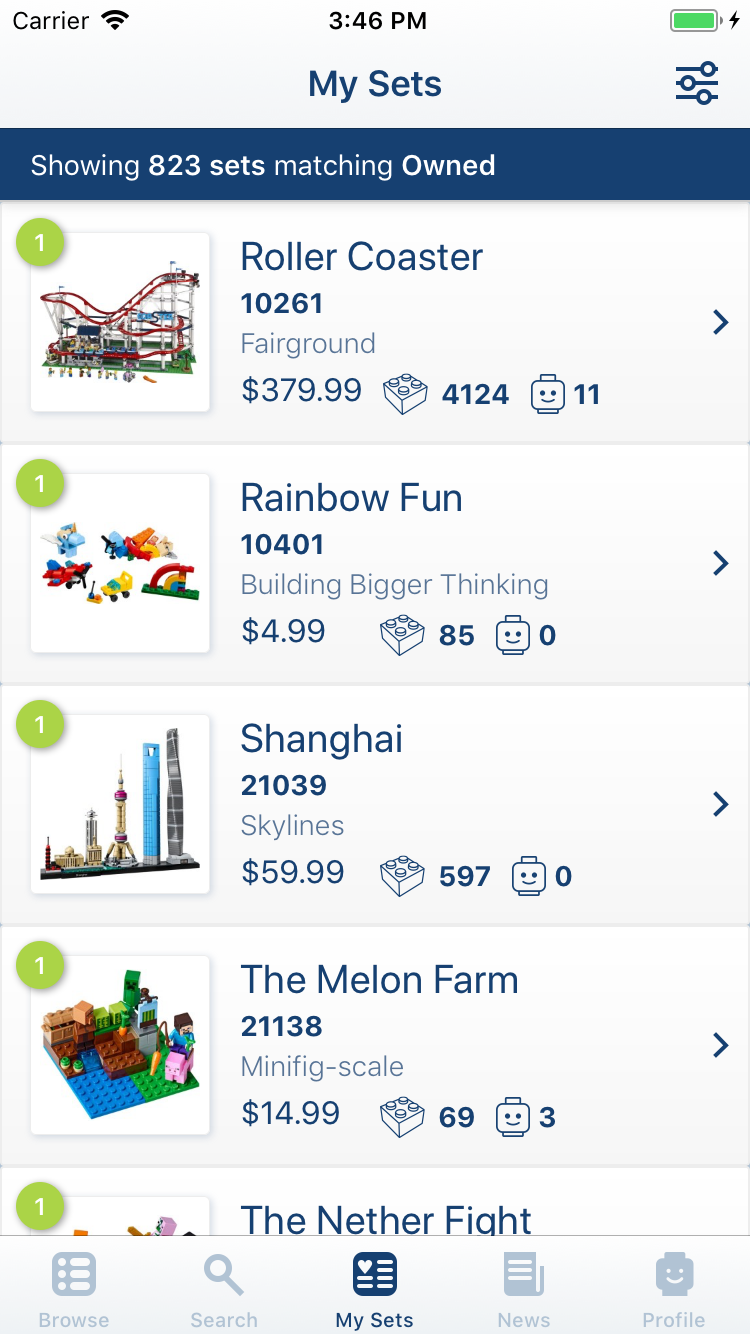 Carrier 3:46 PM
My Sets
Showing 823 sets matching Owned
1
Roller Coaster
10261
Fairground
$379.99 4124 11
1
Rainbow Fun
10401
Building Bigger Thinking
$4.99 85 0
1
Shanghai
21039
Skylines
$59.99 597 0
1
The Melon Farm
21138
Minifig-scale
$14.99 69 3
1
The Nether Fight
Browse Search My Sets News Profile